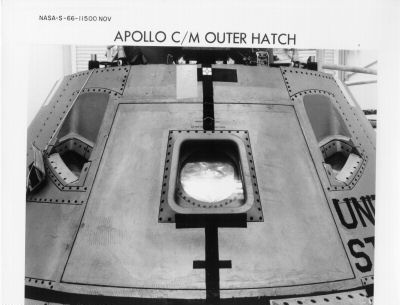 NASA-S-66-11500 NOV
APOLLO C/M OUTER HATCH
UNI
ST